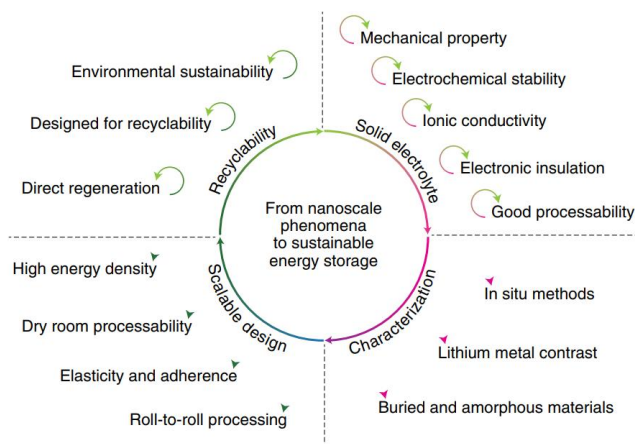 Mechanical property
Environmental sustainability
Electrochemical stability
Designed for recyclability
Ionic conductivity
Direct regeneration
Electronic insulation
Good processability
Recyclability
Solid electrolyte
From nanoscale
phenomena
to sustainable
energy storage
Scalable design
Characterization
High energy density
In situ methods
Dry room processability
Lithium metal contrast
Elasticity and adherence
Buried and amorphous materials
Roll-to-roll processing